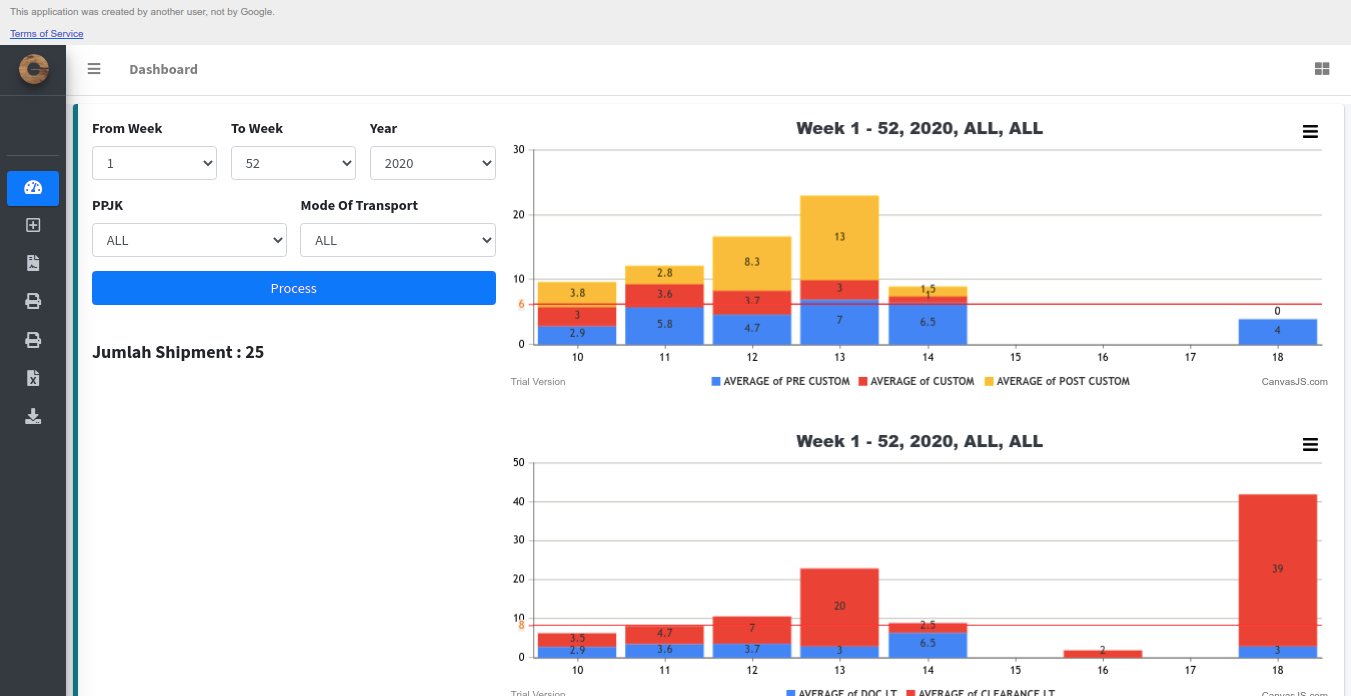 This application was created by another user, not by Google.
Terms of Service
Dashboard
From Week To Week Year
1 52 2020
PPJK Mode Of Transport
ALL ALL
Process
Jumlah Shipment : 25
Week 1 - 52, 2020, ALL, ALL
30
20
10
6
0
3.8 2.8 8.3 13 1.5 0
3 3.6 3.7 3 1
2.9 5.8 4.7 7 6.5 4
10 11 12 13 14 15 16 17 18
AVERAGE of PRE CUSTOM AVERAGE of CUSTOM AVERAGE of POST CUSTOM
Trial Version CanvasJS.com
Week 1 - 52, 2020, ALL, ALL
50
40
30
20
10
8
0
3.5 4.7 7 20 2.5 2 39
2.9 3.6 3.7 3 6.5 3
10 11 12 13 14 15 16 17 18
AVERAGE of DOC LT AVERAGE of CLEARANCE LT
Trial Version CanvasJS.com